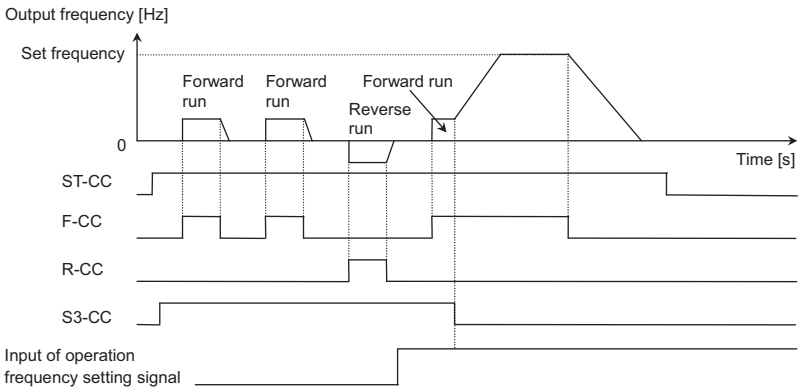 Output frequency [Hz]
Set frequency
Forward
run
Forward
run
Forward run
Reverse
run
0
Time [s]
ST-CC
F-CC
R-CC
S3-CC
Input of operation
frequency setting signal